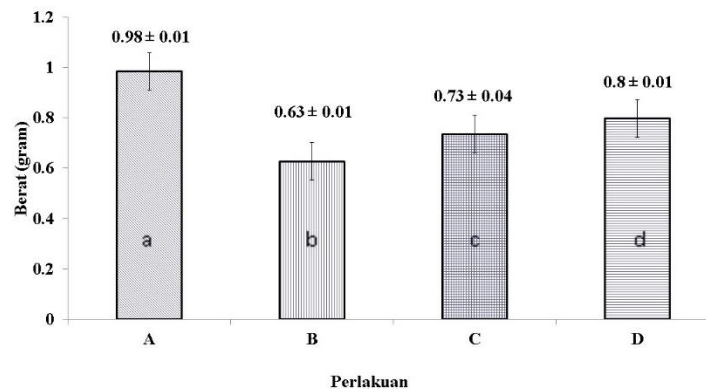 1.2
1
0.8
0.6
0.4
0.2
0
Berat (gram)
0.98 ± 0.01
0.63 ± 0.01
0.73 ± 0.04
0.8 ± 0.01
a
b
c
d
A
B
C
D
Perlakuan